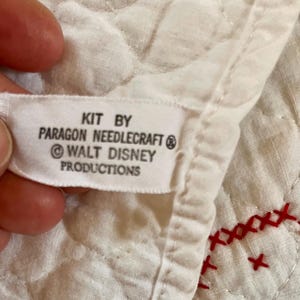 KIT BY
PARAGON NEEDLECRAFT®
© WALT DISNEY
PRODUCTIONS